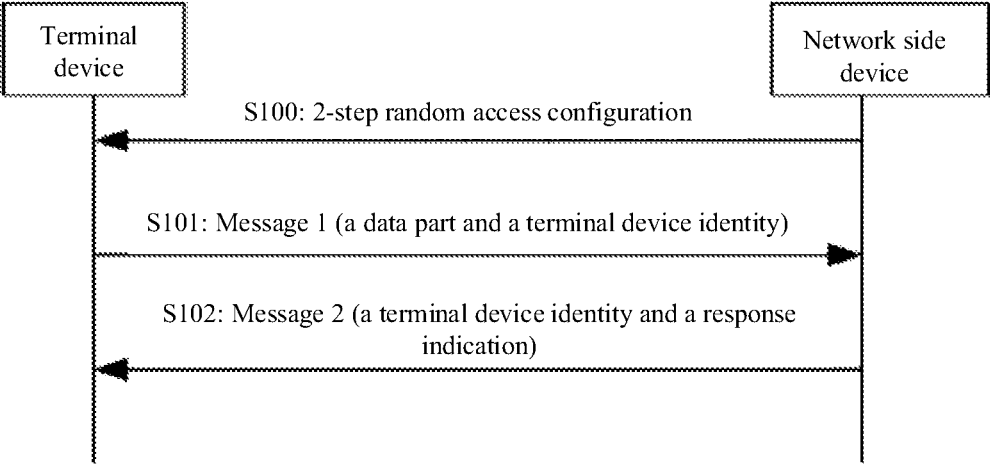 Terminal
device
Network side
device
S100: 2-step random access configuration
S101: Message 1 (a data part and a terminal device identity)
S102: Message 2 (a terminal device identity and a response
indication)